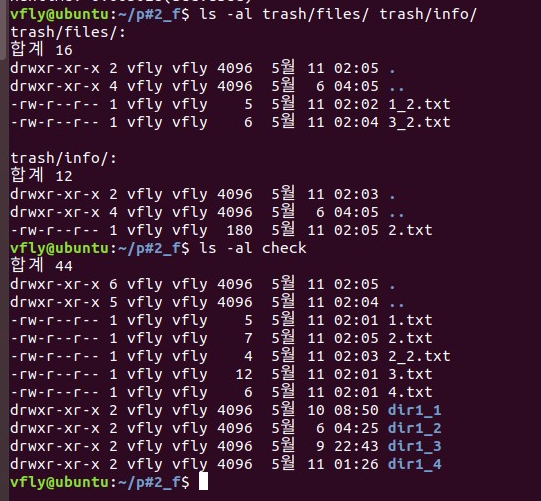 vfly@ubuntu:~/p#2_f$ ls -al trash/files/ trash/info/
trash/files/:
합계 16
drwxr-xr-x 2 vfly vfly 4096  5월 11 02:05 .
drwxr-xr-x 4 vfly vfly 4096  5월  6 04:05 ..
-rw-r--r-- 1 vfly vfly    5  5월 11 02:02 1_2.txt
-rw-r--r-- 1 vfly vfly    6  5월 11 02:04 3_2.txt

trash/info/:
합계 12
drwxr-xr-x 2 vfly vfly 4096  5월 11 02:03 .
drwxr-xr-x 4 vfly vfly 4096  5월  6 04:05 ..
-rw-r--r-- 1 vfly vfly  180  5월 11 02:05 2.txt
vfly@ubuntu:~/p#2_f$ ls -al check
합계 44
drwxr-xr-x 6 vfly vfly 4096  5월 11 02:05 .
drwxr-xr-x 5 vfly vfly 4096  5월 11 02:04 ..
-rw-r--r-- 1 vfly vfly    5  5월 11 02:01 1.txt
-rw-r--r-- 1 vfly vfly    7  5월 11 02:05 2.txt
-rw-r--r-- 1 vfly vfly    4  5월 11 02:03 2_2.txt
-rw-r--r-- 1 vfly vfly   12  5월 11 02:01 3.txt
-rw-r--r-- 1 vfly vfly    6  5월 11 02:01 4.txt
drwxr-xr-x 2 vfly vfly 4096  5월 10 08:50 dir1_1
drwxr-xr-x 2 vfly vfly 4096  5월  6 04:25 dir1_2
drwxr-xr-x 2 vfly vfly 4096  5월  9 22:43 dir1_3
drwxr-xr-x 2 vfly vfly 4096  5월 11 01:26 dir1_4
vfly@ubuntu:~/p#2_f$